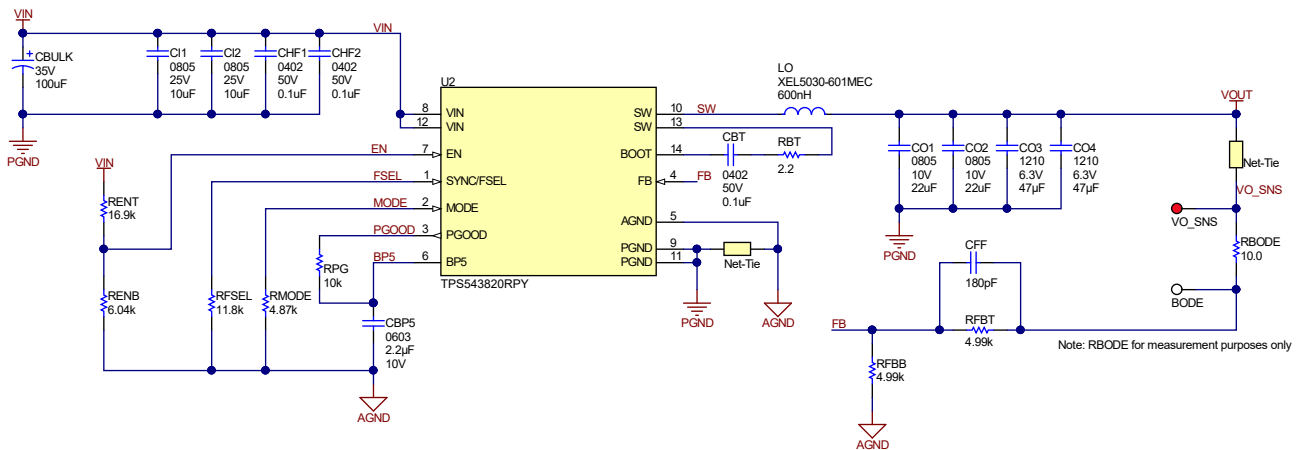 VIN
CBULK
35V
100uF
+
PGND
CI1
0805
25V
10uF
CI2
0805
25V
10uF
CHF1
0402
50V
0.1uF
CHF2
0402
50V
0.1uF
VIN
U2
8
VIN
12
VIN
7
EN
1
SYNC/FSEL
2
MODE
3
PGOOD
6
BP5
SW
10
SW
13
BOOT
14
FB
4
AGND
5
PGND
9
PGND
11
TPS543820RPY
VIN
RENT
16.9k
RENB
6.04k
EN
FSEL
MODE
PGOOD
BP5
RFSEL
11.8k
RMODE
4.87k
RPG
10k
CBP5
0603
2.2µF
10V
AGND
SW
LO
XEL5030-601MEC
600nH
CBT
0402
50V
0.1uF
RBT
2.2
FB
Net-Tie
PGND
AGND
CO1
0805
10V
22uF
CO2
0805
10V
22uF
CO3
1210
6.3V
47µF
CO4
1210
6.3V
47µF
PGND
VOUT
Net-Tie
VO_SNS
VO_SNS
RBODE
10.0
BODE
CFF
180pF
RFBT
4.99k
FB
RFBB
4.99k
AGND
Note: RBODE for measurement purposes only